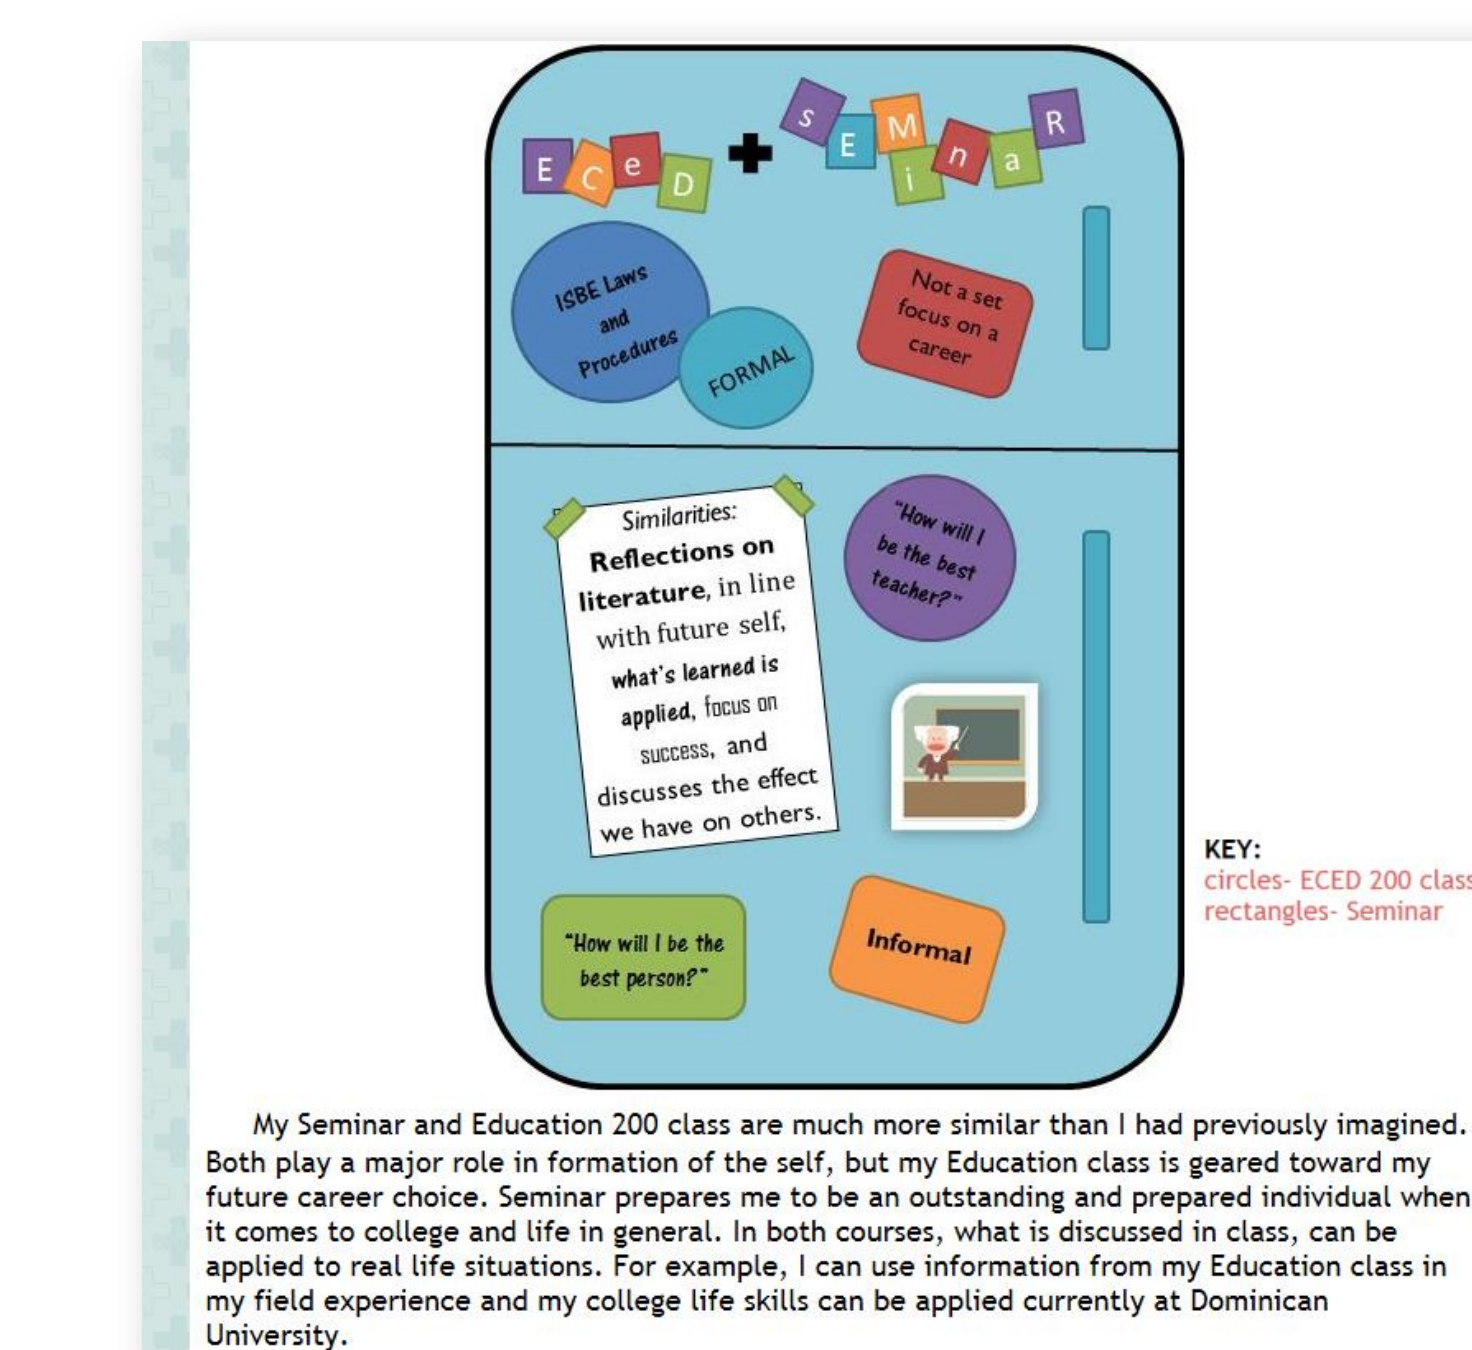 ECeD + sEMinaR
ISBE Laws
and
Procedures
FORMAL
Not a set
focus on a
career
Similarities:
Reflections on
literature, in line
with future self,
what's learned is
applied, focus on
success, and
discusses the effect
we have on others.
"How will I
be the best
teacher?"
"How will I be the
best person?"
Informal
KEY:
circles- ECED 200 class
rectangles- Seminar
My Seminar and Education 200 class are much more similar than I had previously imagined.
Both play a major role in formation of the self, but my Education class is geared toward my
future career choice. Seminar prepares me to be an outstanding and prepared individual when
it comes to college and life in general. In both courses, what is discussed in class, can be
applied to real life situations. For example, I can use information from my Education class in
my field experience and my college life skills can be applied currently at Dominican
University.